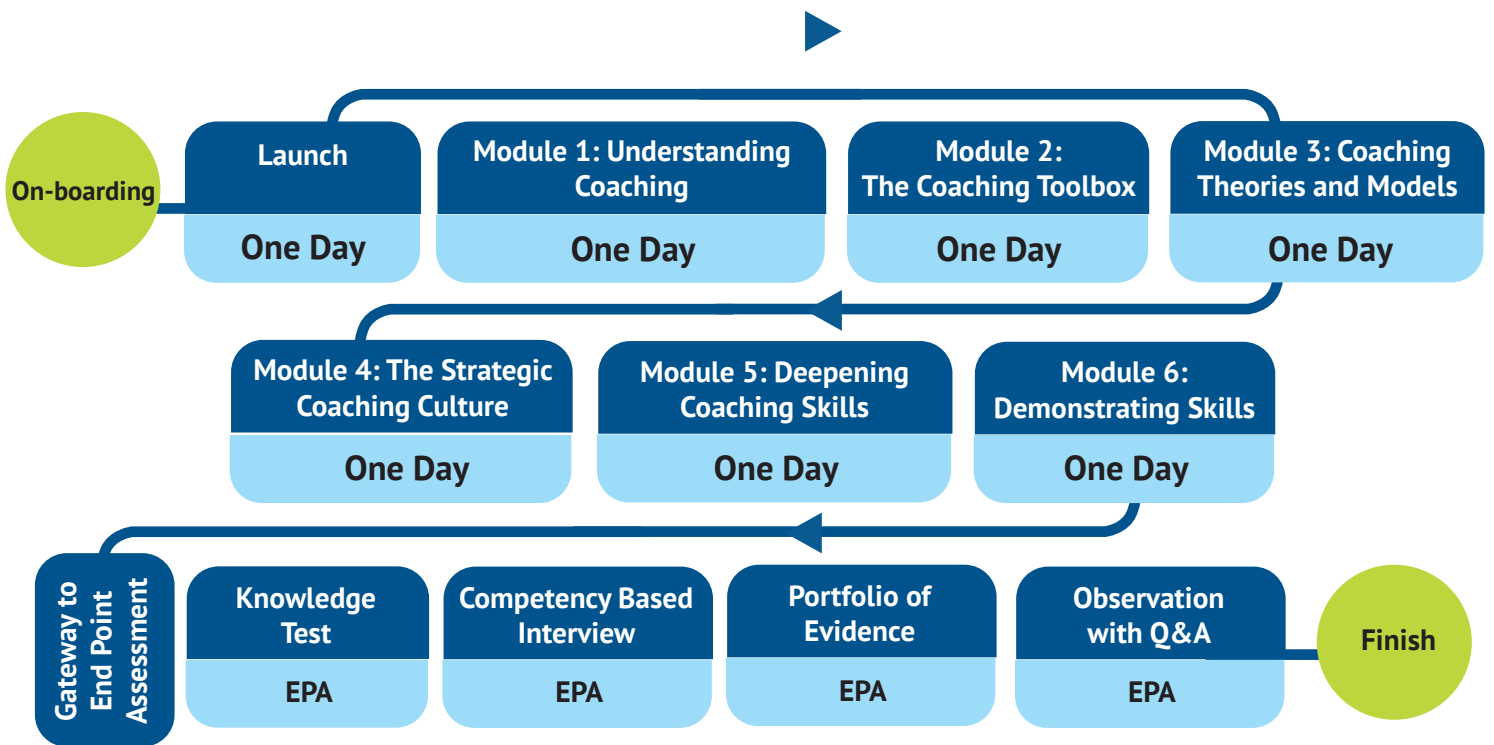 On-boarding
Launch
One Day
Module 1: Understanding
Coaching
One Day
Module 2:
The Coaching Toolbox
One Day
Module 3: Coaching
Theories and Models
One Day
Module 4: The Strategic
Coaching Culture
One Day
Module 5: Deepening
Coaching Skills
One Day
Module 6:
Demonstrating Skills
One Day
Gateway to
End Point
Assessment
Knowledge
Test
EPA
Competency Based
Interview
EPA
Portfolio of
Evidence
EPA
Observation
with Q&A
EPA
Finish